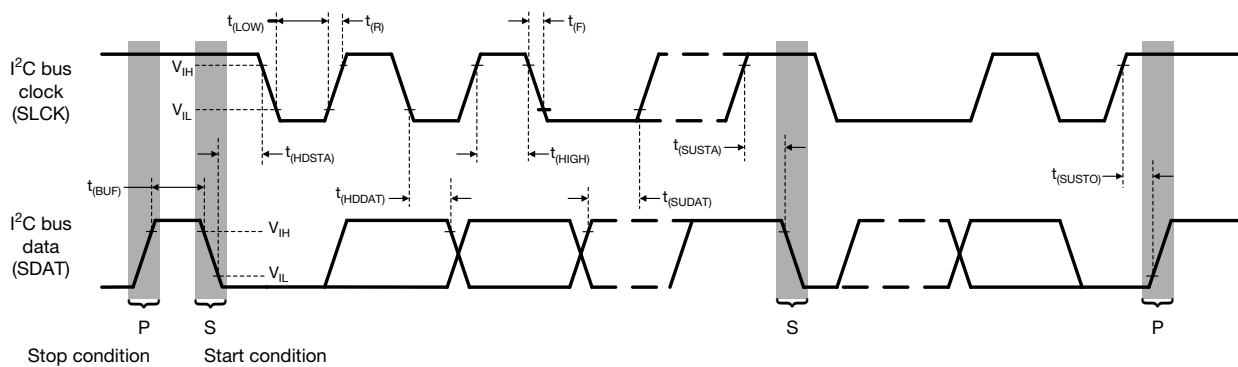 t(LOW)
t(R)
t(F)
I²C bus
clock
(SLCK)
VIH
VIL
t(HDSTA)
t(HIGH)
t(SUSTA)
t(SUSTO)
t(BUF)
t(HDDAT)
t(SUDAT)
I²C bus
data
(SDAT)
VIH
VIL
P
S
S
P
Stop condition
Start condition